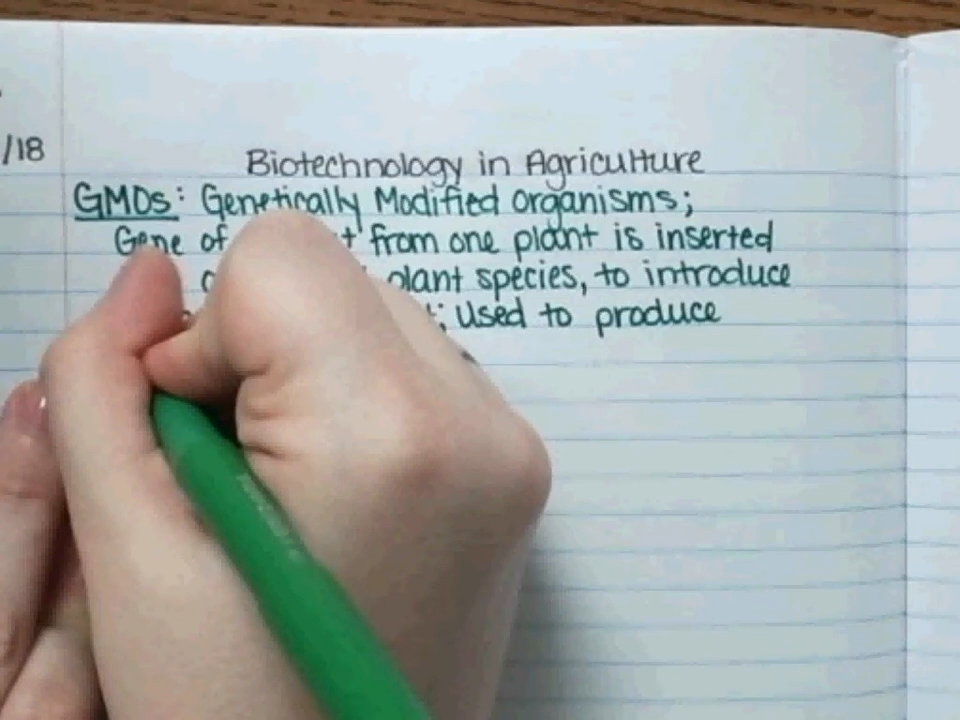 /18
Biotechnology in Agriculture
GMOs: Genetically Modified Organisms;
Gene of from one plant is inserted
plant species, to introduce
; Used to produce